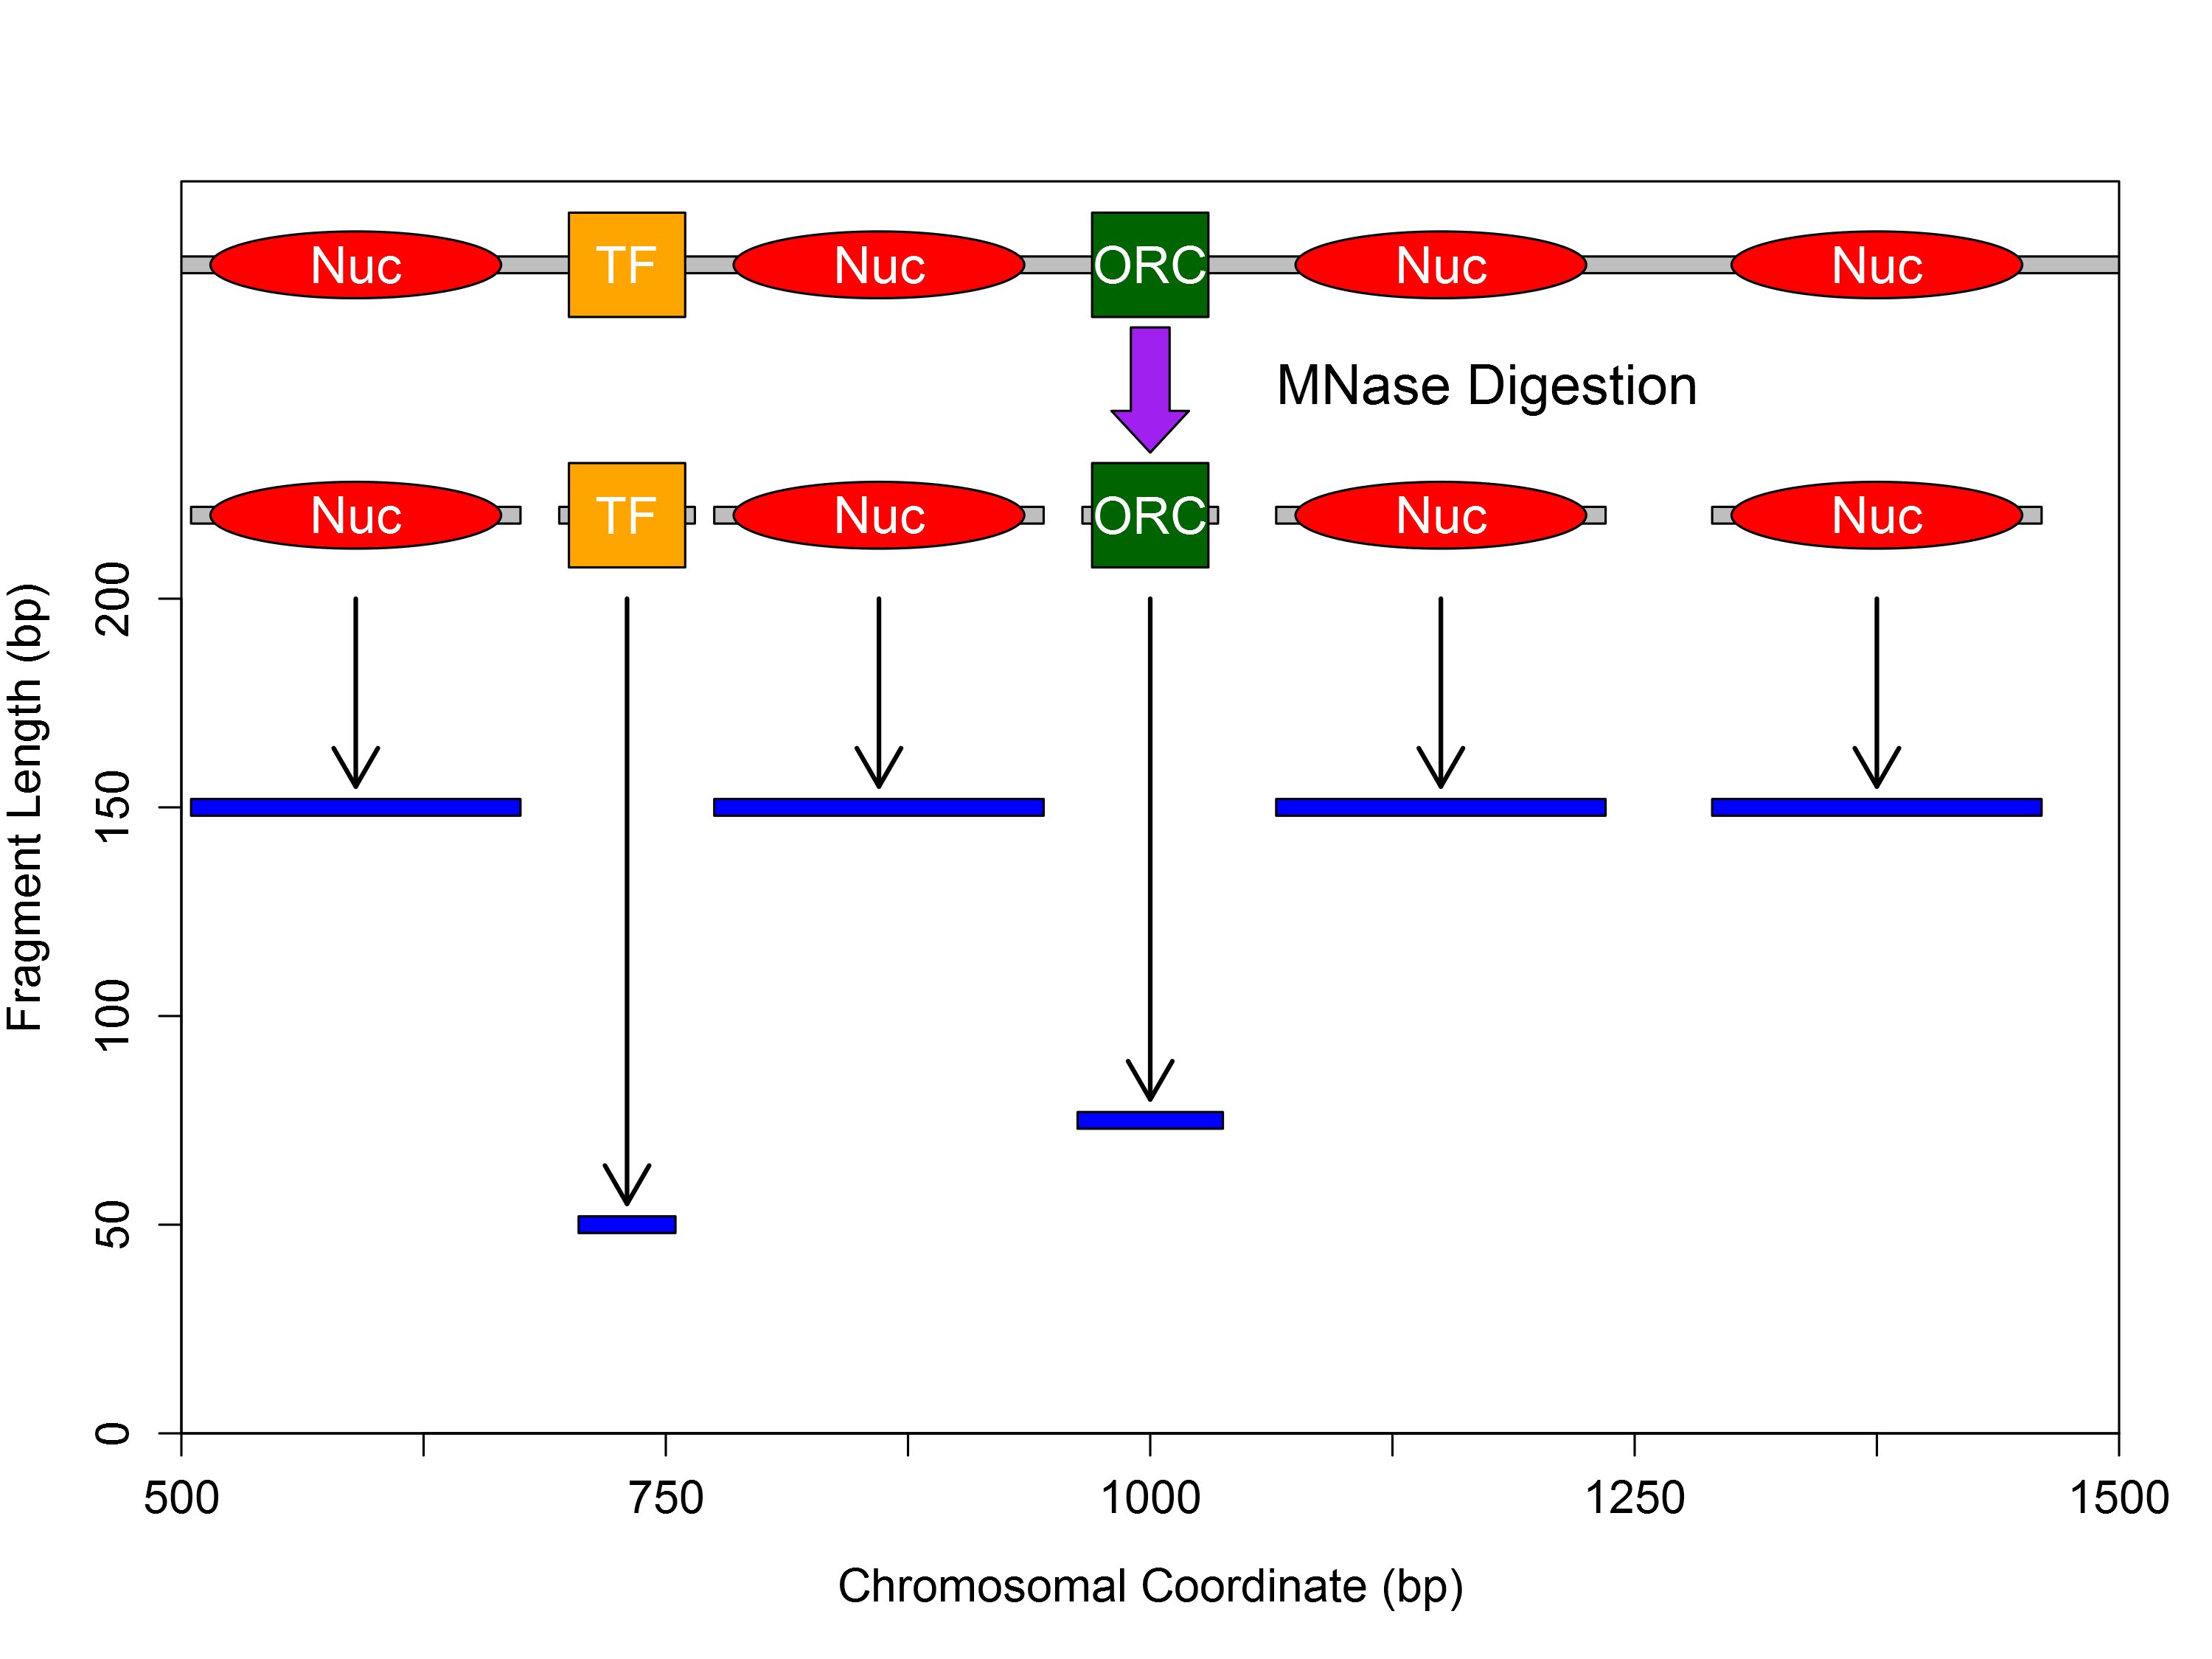 Nuc TF Nuc ORC Nuc Nuc
MNase Digestion
Nuc TF Nuc ORC Nuc Nuc
Fragment Length (bp)
200
150
100
50
0
500 750 1000 1250 1500
Chromosomal Coordinate (bp)